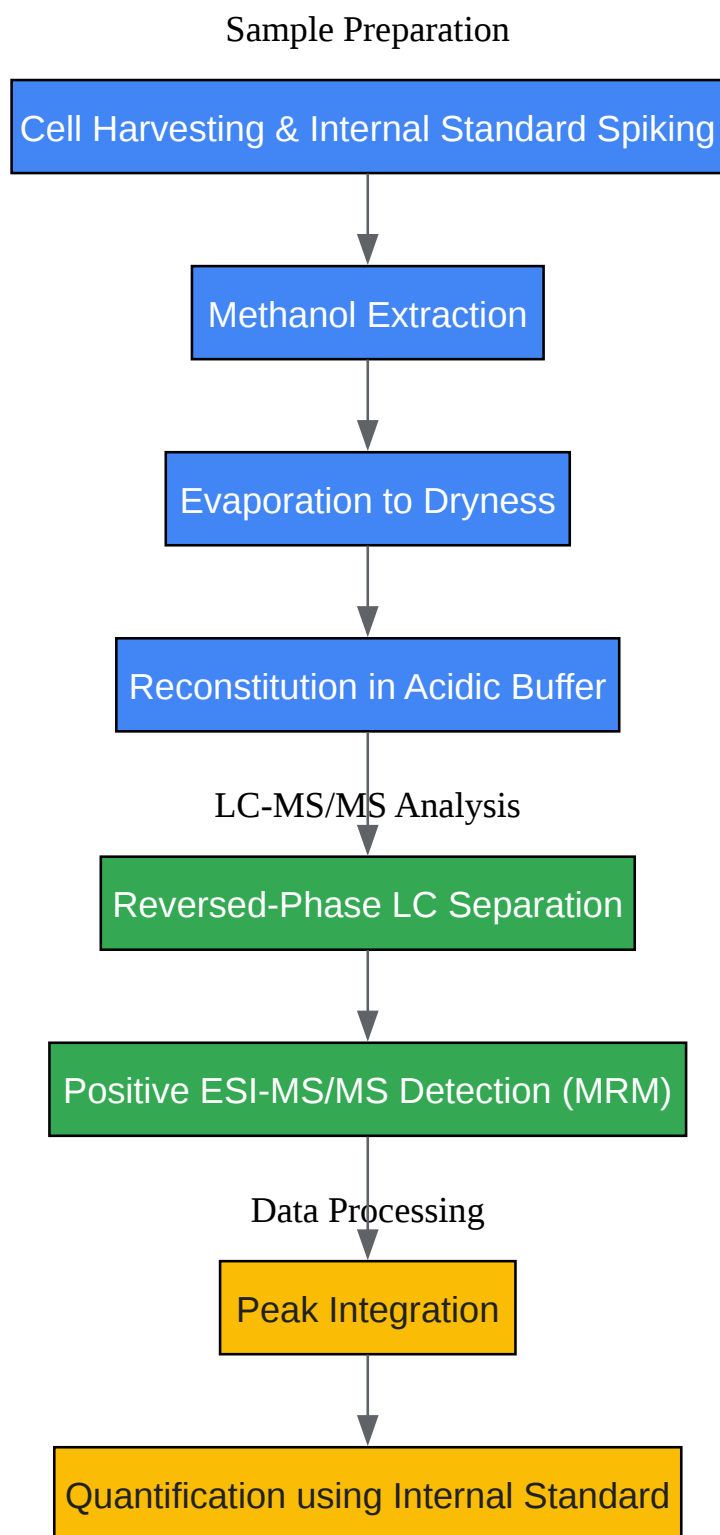 Sample Preparation
Cell Harvesting & Internal Standard Spiking
Methanol Extraction
Evaporation to Dryness
Reconstitution in Acidic Buffer
LC-MS/MS Analysis
Reversed-Phase LC Separation
Positive ESI-MS/MS Detection (MRM)
Data Processing
Peak Integration
Quantification using Internal Standard